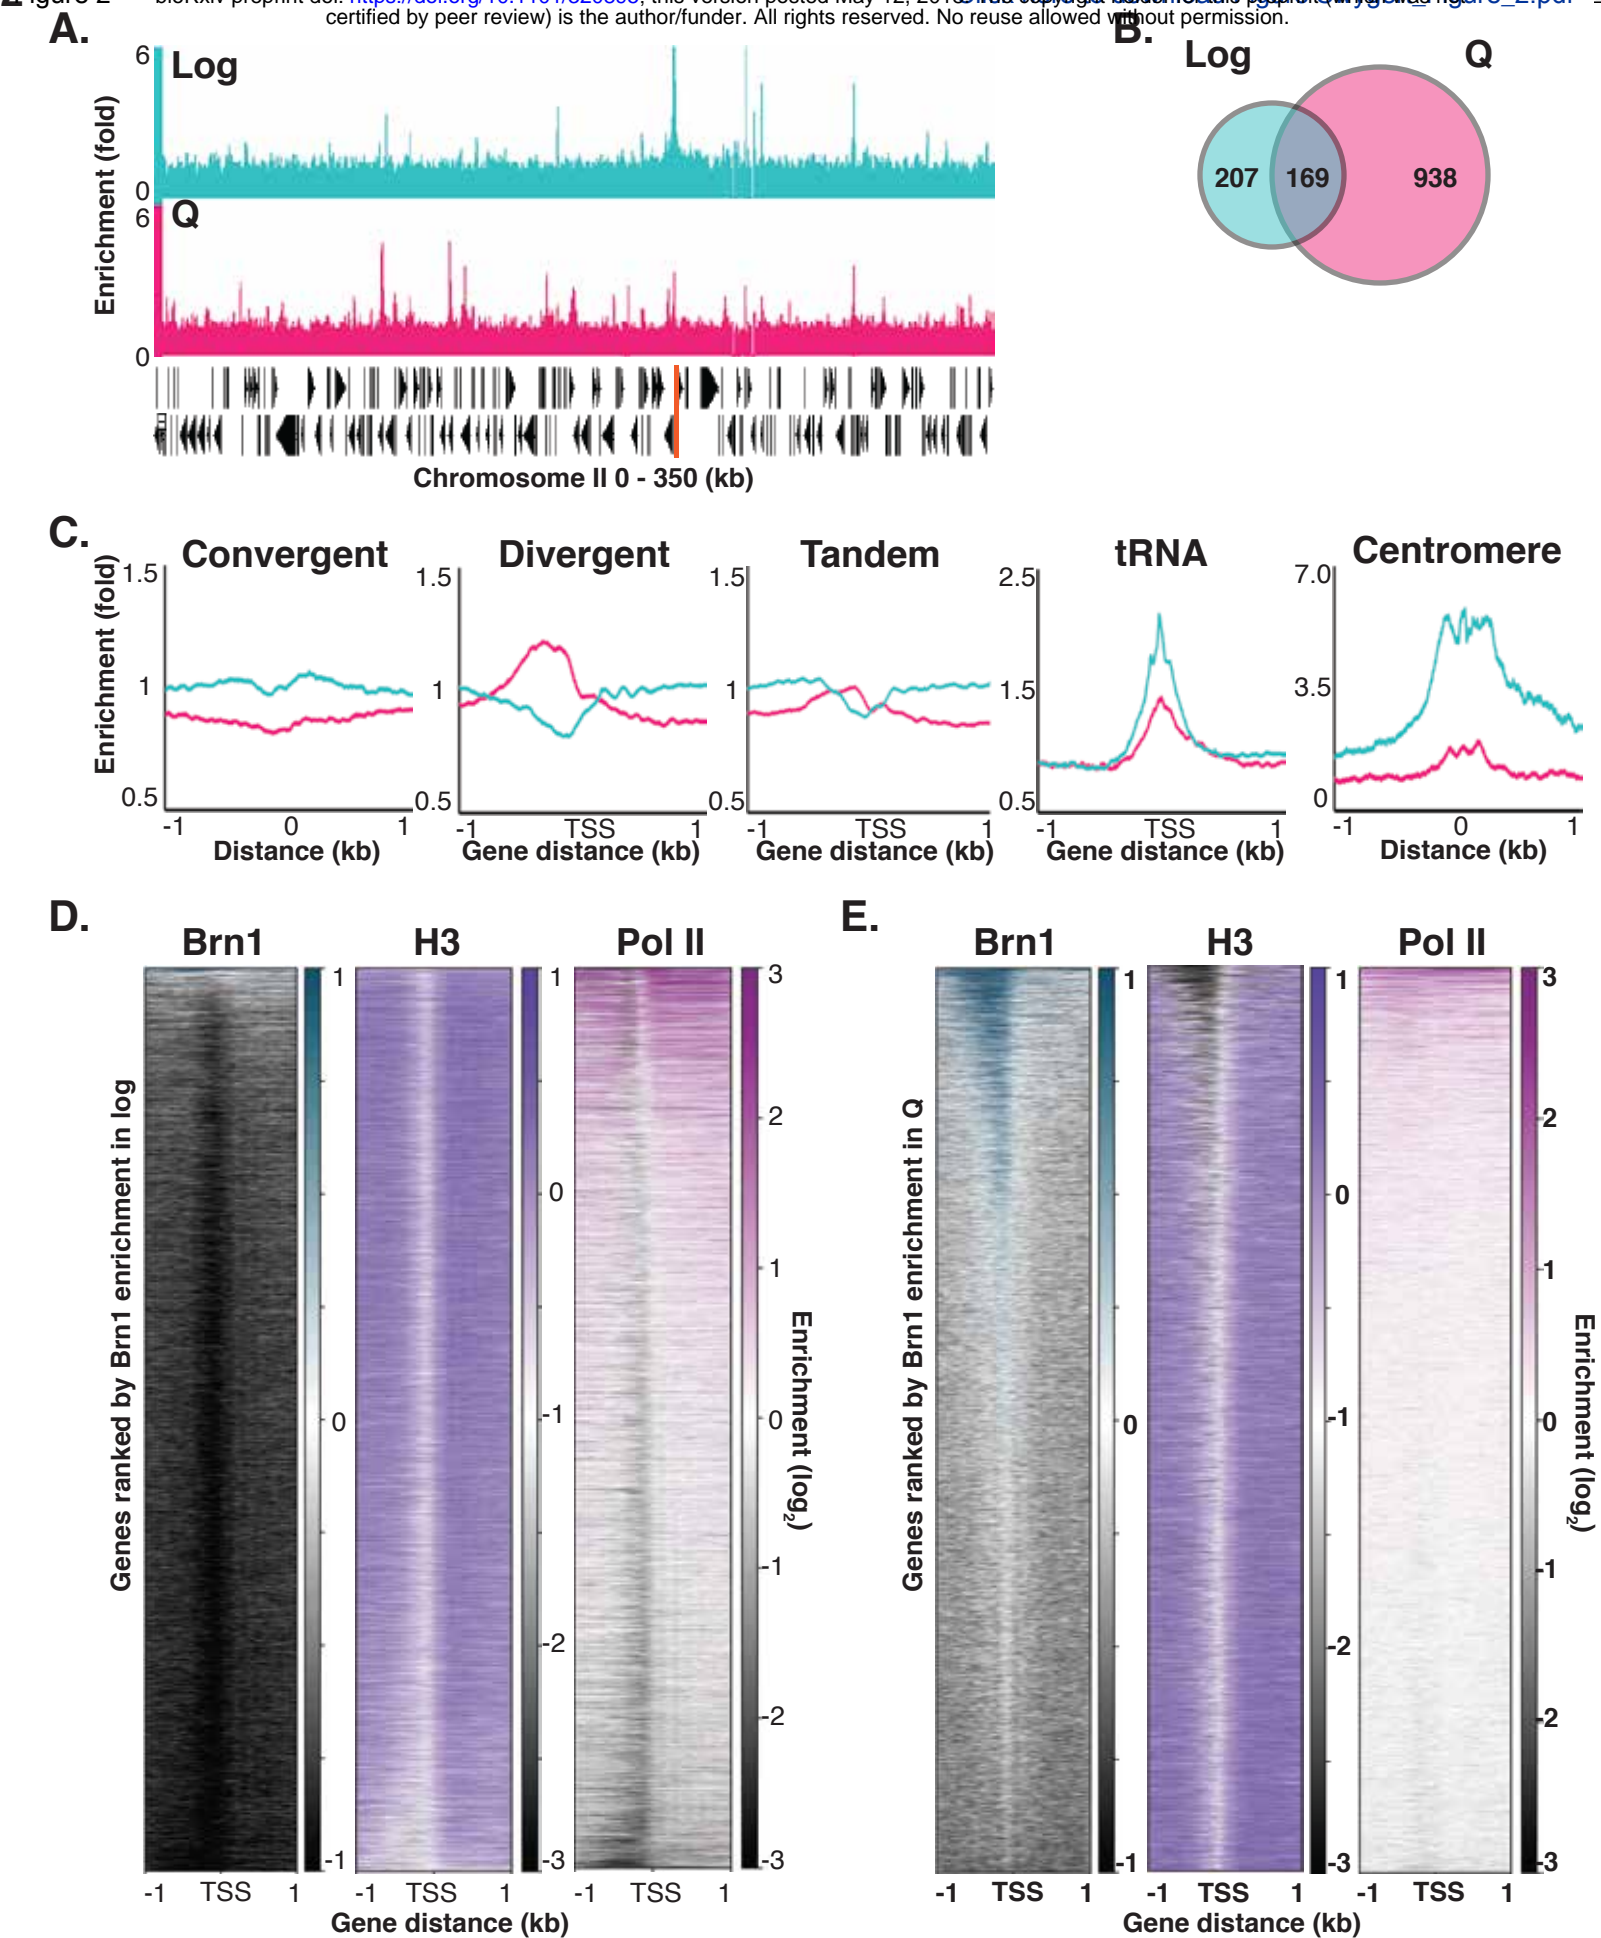 certified by peer review) is the author/funder. All rights reserved. No reuse allowed without permission.
A.
B.
6
Log
0
6
Q
0
Enrichment (fold)
Chromosome II 0 - 350 (kb)
Log
Q
207
169
938
C.
Convergent
Divergent
Tandem
tRNA
Centromere
Enrichment (fold)
1.5
1
0.5
-1
0
1
Distance (kb)
1.5
1
0.5
-1
TSS
1
Gene distance (kb)
1.5
1
0.5
-1
TSS
1
Gene distance (kb)
2.5
1.5
0.5
-1
TSS
1
Gene distance (kb)
7.0
3.5
0
-1
0
1
Distance (kb)
D.
Brn1
H3
Pol II
Genes ranked by Brn1 enrichment in log
1
0
-1
1
0
-1
-2
-3
3
2
1
0
-1
-2
-3
Enrichment (log2)
-1 TSS 1
-1 TSS 1
-1 TSS 1
Gene distance (kb)
E.
Brn1
H3
Pol II
Genes ranked by Brn1 enrichment in Q
1
0
-1
1
0
-1
-2
-3
3
2
1
0
-1
-2
-3
Enrichment (log2)
-1 TSS 1
-1 TSS 1
-1 TSS 1
Gene distance (kb)